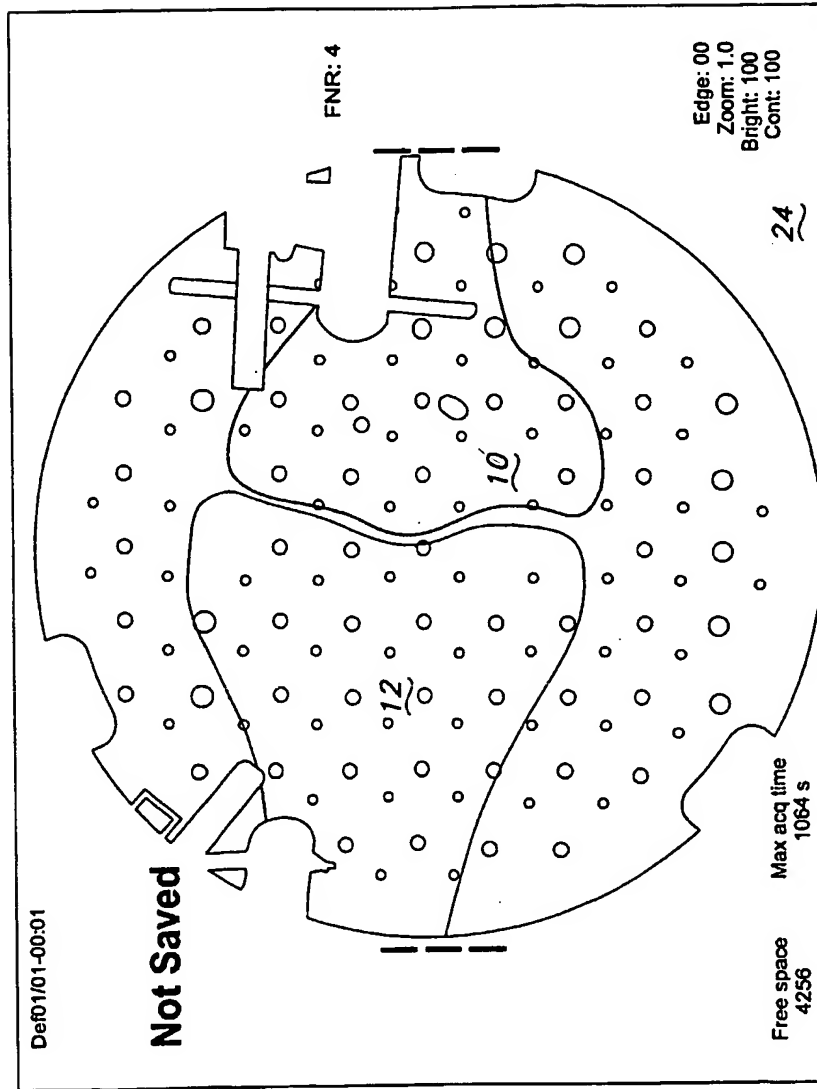 Def01/01-00:01
Not Saved
FNR: 4
10
12
24
Free space
4256
Max acq time
1064 s
Edge: 00
Zoom: 1.0
Bright: 100
Cont: 100